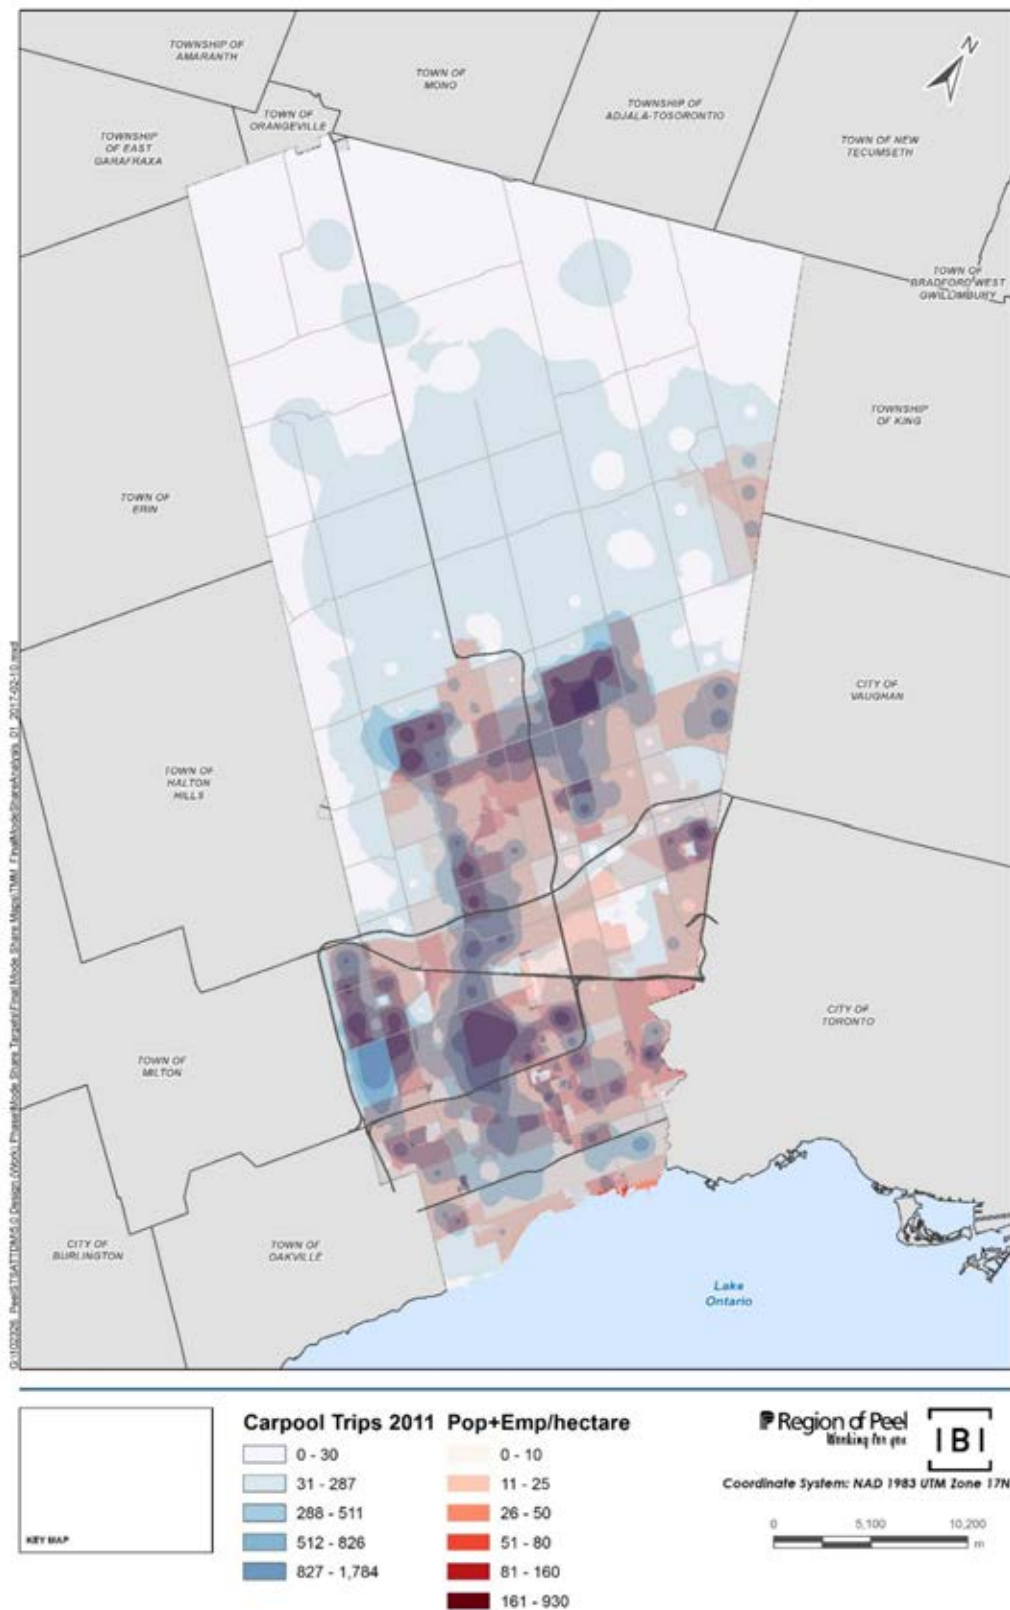 N
TOWNSHIP OF
AMARANTH
TOWN OF
MONO
TOWN OF
ORANGEVILLE
TOWNSHIP OF
ADJALA-TOSORONTIO
TOWNSHIP
OF EAST
GARAFRAXA
TOWN OF NEW
TECUMSETH
TOWN OF
BRADFORD WEST
GWILLIMBURY
TOWNSHIP
OF KING
TOWN OF
ERIN
CITY OF
VAUGHAN
TOWN OF
HALTON
HILLS
CITY OF
TORONTO
TOWN OF
MILTON
CITY OF
BURLINGTON
TOWN OF
OAKVILLE
Lake
Ontario
KEY MAP
Carpool Trips 2011
0 - 30
31 - 287
288 - 511
512 - 826
827 - 1,784
Pop+Emp/hectare
0 - 10
11 - 25
26 - 50
51 - 80
81 - 160
161 - 930
Region of Peel
Working for you
IBI
Coordinate System: NAD 1983 UTM Zone 17N
0 5,100 10,200
m